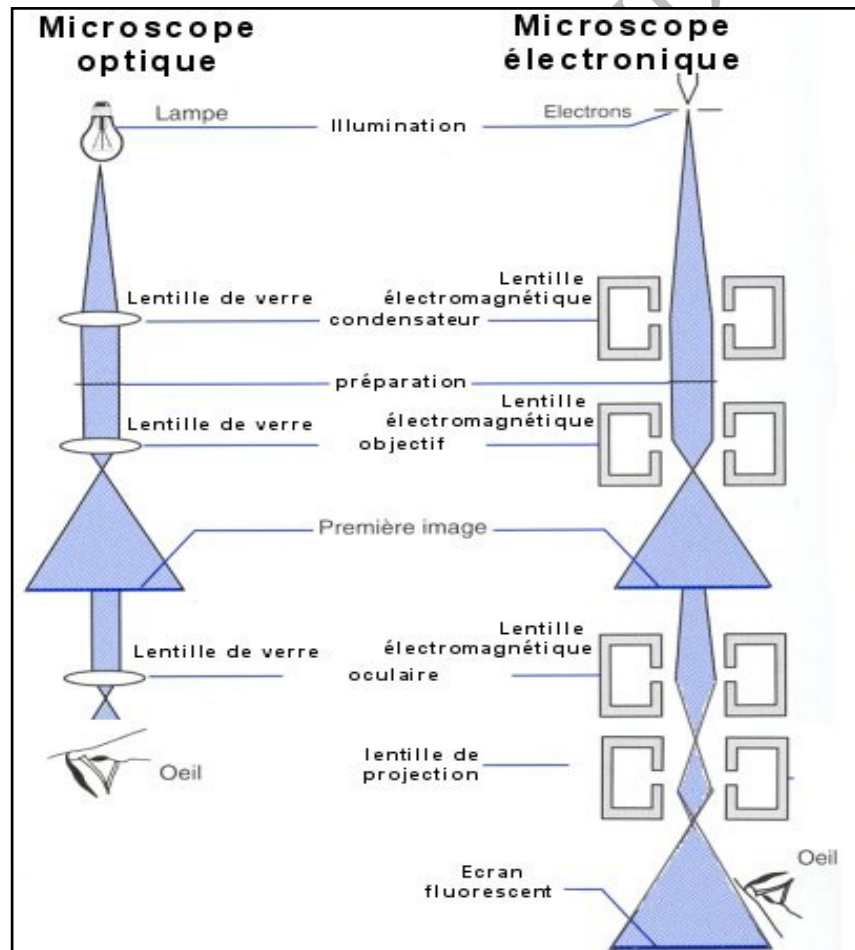 Microscope
optique
Microscope
électronique
Lampe
Illumination
Electrons
Lentille de verre
Lentille
électromagnétique
condensateur
préparation
Lentille de verre
Lentille
électromagnétique
objectif
Première image
Lentille de verre
Lentille
électromagnétique
oculaire
Oeil
lentille de
projection
Ecran
fluorescent
Oeil